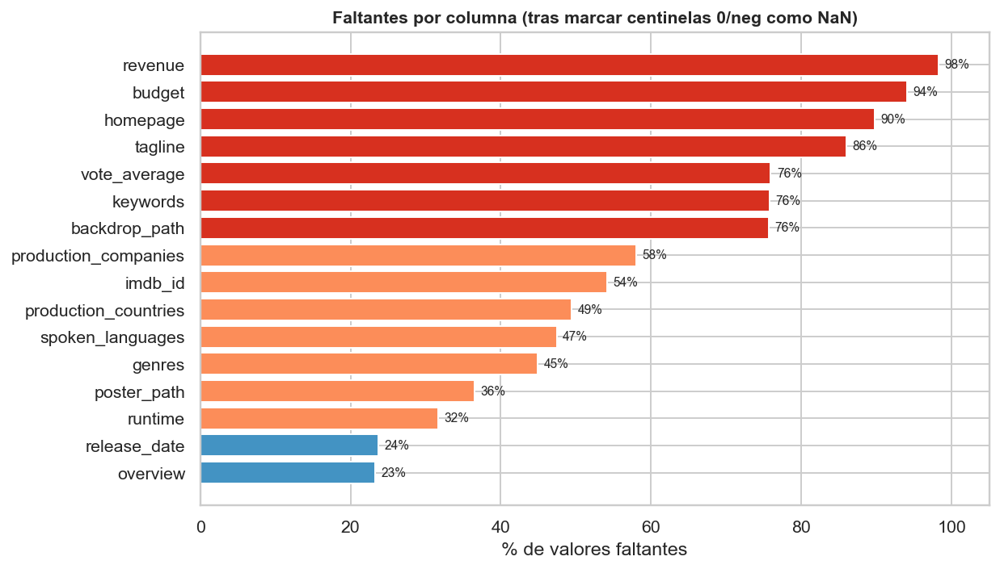 Faltantes por columna (tras marcar centinelas 0/neg como NaN)
revenue 98%
budget 94%
homepage 90%
tagline 86%
vote_average 76%
keywords 76%
backdrop_path 76%
production_companies 58%
imdb_id 54%
production_countries 49%
spoken_languages 47%
genres 45%
poster_path 36%
runtime 32%
release_date 24%
overview 23%
0 20 40 60 80 100
% de valores faltantes